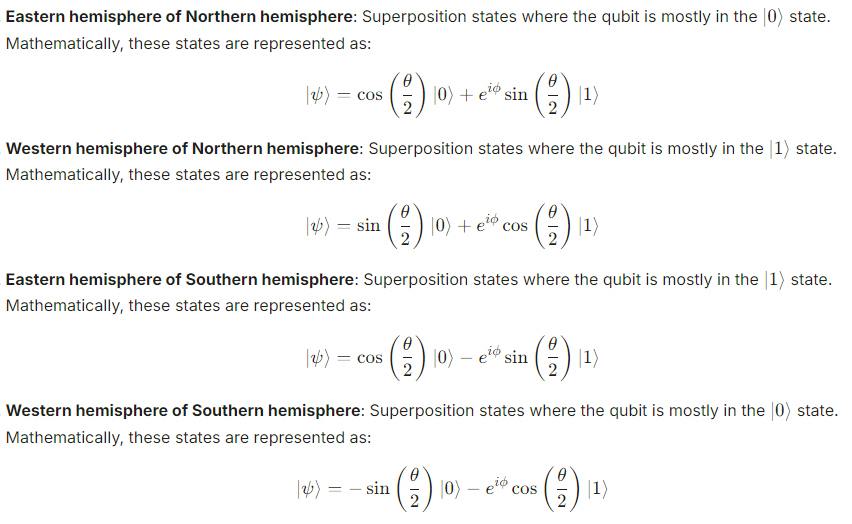 Eastern hemisphere of Northern hemisphere: Superposition states where the qubit is mostly in the |0⟩ state.
Mathematically, these states are represented as:
|ψ⟩ = cos (θ/2) |0⟩ + e^{iϕ} sin (θ/2) |1⟩
Western hemisphere of Northern hemisphere: Superposition states where the qubit is mostly in the |1⟩ state.
Mathematically, these states are represented as:
|ψ⟩ = sin (θ/2) |0⟩ + e^{iϕ} cos (θ/2) |1⟩
Eastern hemisphere of Southern hemisphere: Superposition states where the qubit is mostly in the |1⟩ state.
Mathematically, these states are represented as:
|ψ⟩ = cos (θ/2) |0⟩ − e^{iϕ} sin (θ/2) |1⟩
Western hemisphere of Southern hemisphere: Superposition states where the qubit is mostly in the |0⟩ state.
Mathematically, these states are represented as:
|ψ⟩ = − sin (θ/2) |0⟩ − e^{iϕ} cos (θ/2) |1⟩